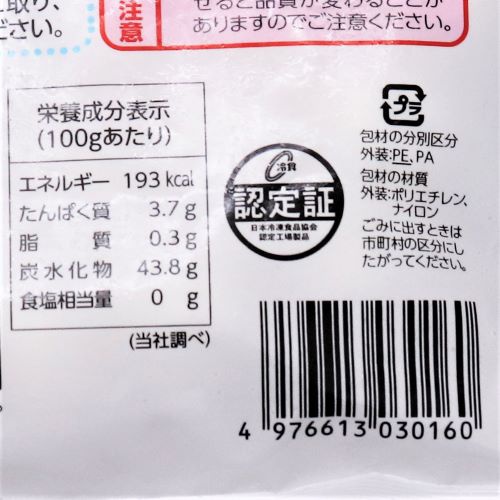 に取り、
ださい。
注意
せると品質が変わることが
ありますのでご注意ください。
栄養成分表示
(100gあたり)
エネルギー 193 kcal
たんぱく質 3.7 g
脂 質 0.3 g
炭水化物 43.8 g
食塩相当量 0 g
(当社調べ)
冷食
認定証
日本冷凍食品協会
認定工場製品
プラ
包材の分別区分
外装:PE、PA
包材の材質
外装:ポリエチレン、
ナイロン
ごみに出すときは
市町村の区分にし
たがってください。
4 976613 030160